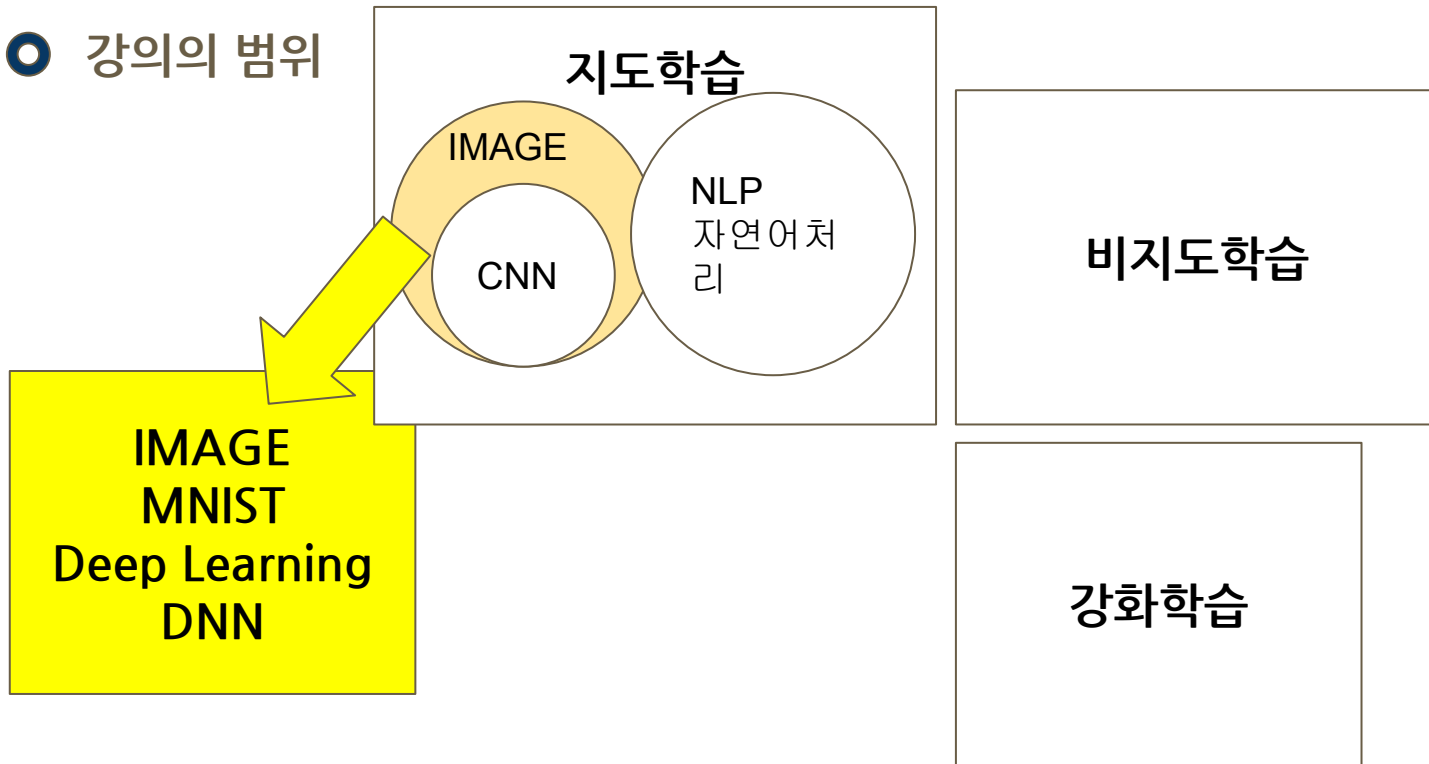 강의의 범위
지도학습
IMAGE
CNN
NLP
자연어처
리
비지도학습
IMAGE
MNIST
Deep Learning
DNN
강화학습